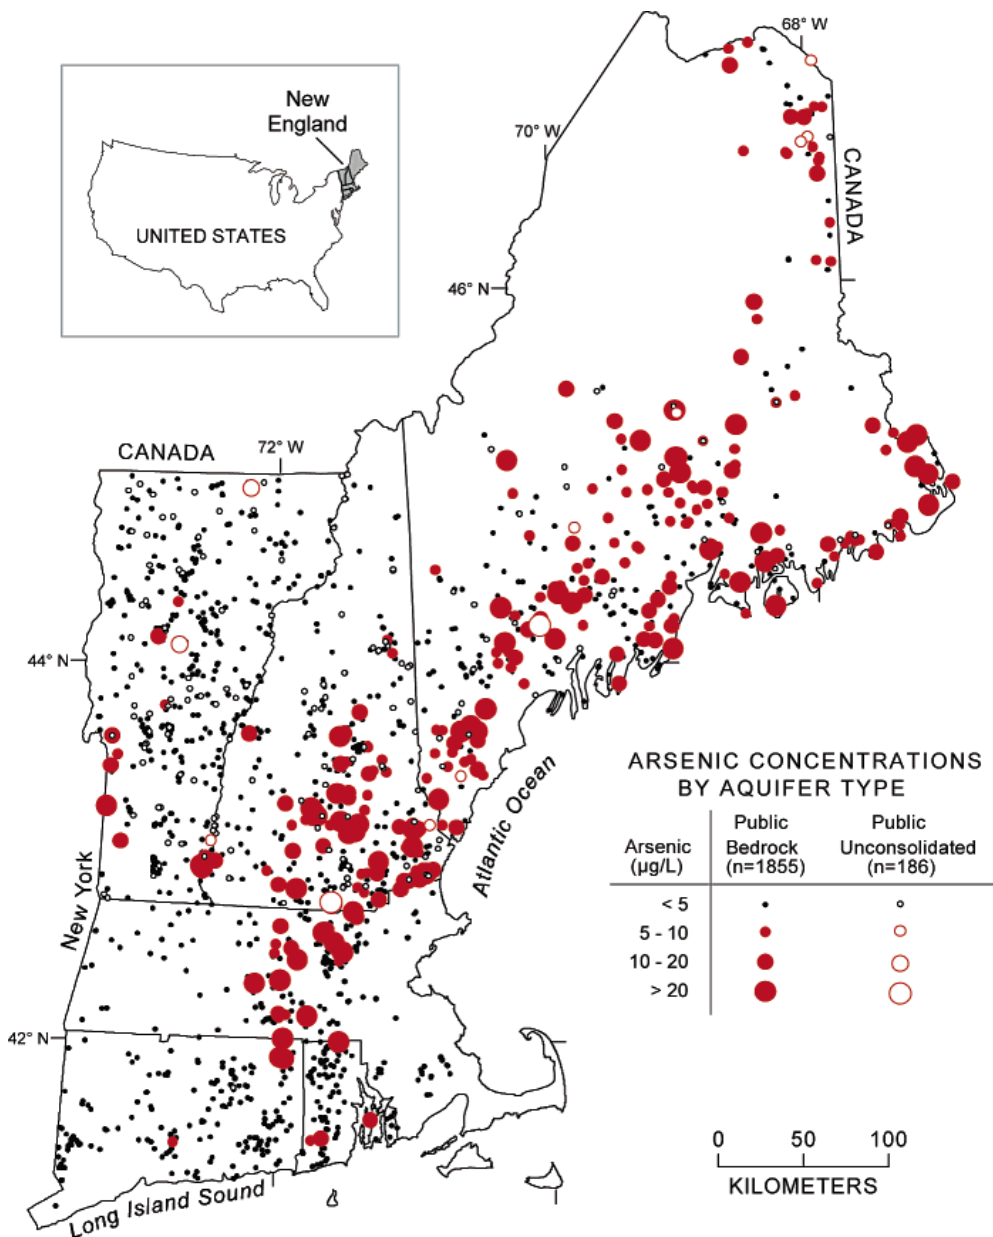 68° W
New
England
70° W
CANADA
UNITED STATES
46° N
CANADA
72° W
44° N
Atlantic Ocean
ARSENIC CONCENTRATIONS
BY AQUIFER TYPE
Public Public
Arsenic Bedrock Unconsolidated
(µg/L) (n=1855) (n=186)
< 5
5 - 10
10 - 20
> 20
New York
42° N
0 50 100
KILOMETERS
Long Island Sound